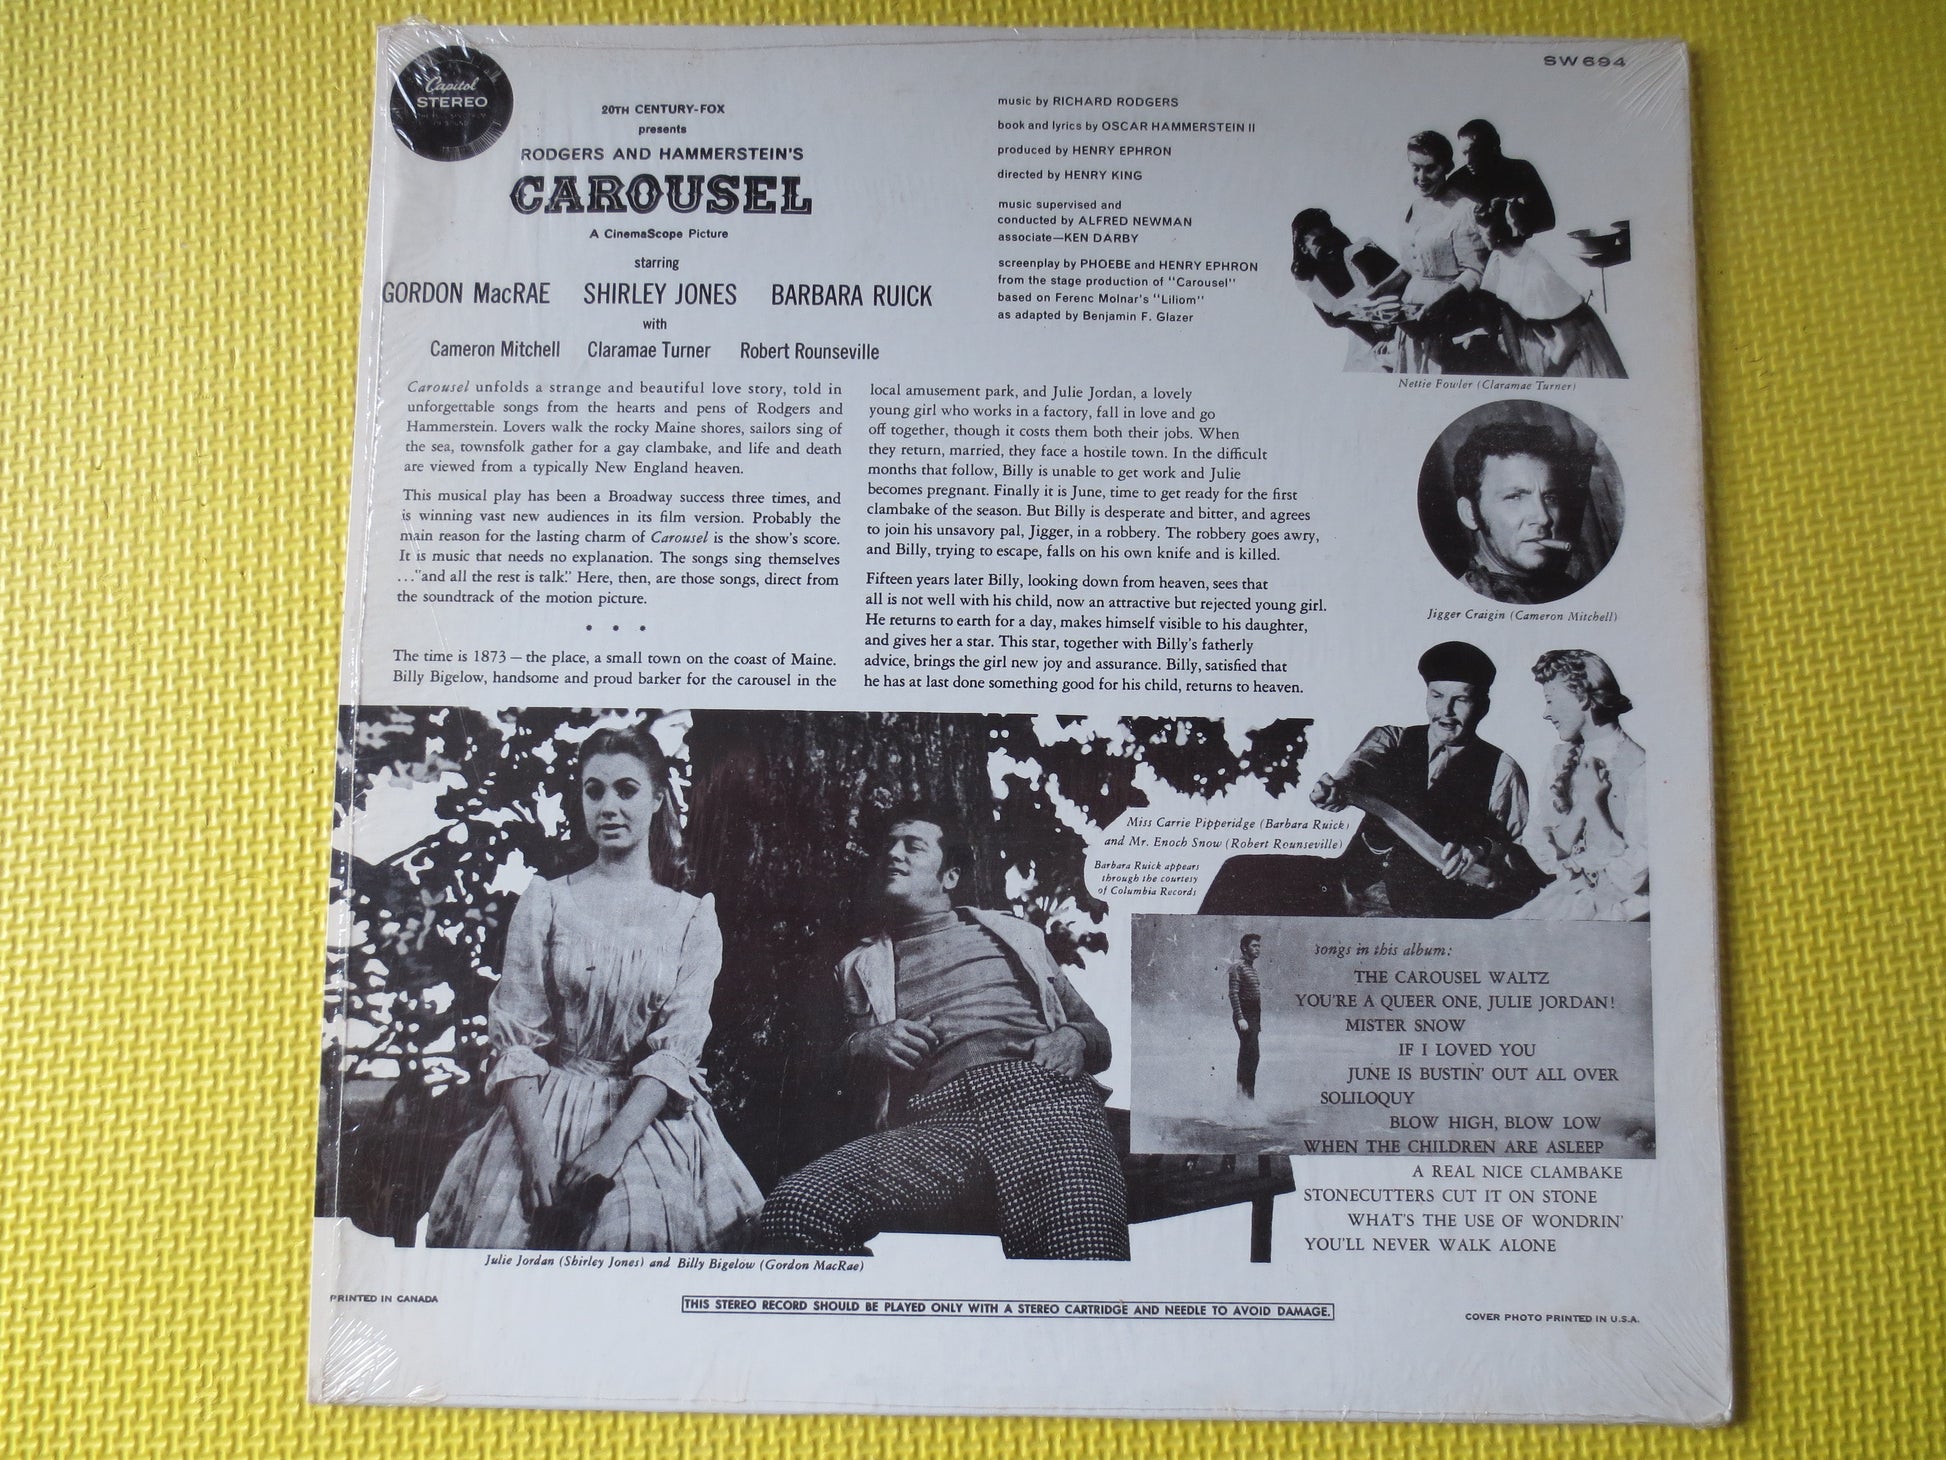 Capitol
STEREO
SW694
20TH CENTURY-FOX
presents
RODGERS AND HAMMERSTEIN'S
CAROUSEL
A CinemaScope Picture
starring
GORDON MacRAE SHIRLEY JONES BARBARA RUICK
with
Cameron Mitchell Claramae Turner Robert Rounseville
music by RICHARD RODGERS
book and lyrics by OSCAR HAMMERSTEIN II
produced by HENRY EPHRON
directed by HENRY KING
music supervised and
conducted by ALFRED NEWMAN
associate—KEN DARBY
screenplay by PHOEBE and HENRY EPHRON
from the stage production of "Carousel"
based on Ferenc Molnar's "Liliom"
as adapted by Benjamin F. Glazer
Carousel unfolds a strange and beautiful love story, told in
unforgettable songs from the hearts and pens of Rodgers and
Hammerstein. Lovers walk the rocky Maine shores, sailors sing of
the sea, townsfolk gather for a gay clambake, and life and death
are viewed from a typically New England heaven.
This musical play has been a Broadway success three times, and
is winning vast new audiences in its film version. Probably the
main reason for the lasting charm of Carousel is the show's score.
It is music that needs no explanation. The songs sing themselves
..."and all the rest is talk." Here, then, are those songs, direct from
the soundtrack of the motion picture.
* * *
The time is 1873 – the place, a small town on the coast of Maine.
Billy Bigelow, handsome and proud barker for the carousel in the
local amusement park, and Julie Jordan, a lovely
young girl who works in a factory, fall in love and go
off together, though it costs them both their jobs. When
they return, married, they face a hostile town. In the difficult
months that follow, Billy is unable to get work and Julie
becomes pregnant. Finally it is June, time to get ready for the first
clambake of the season. But Billy is desperate and bitter, and agrees
to join his unsavory pal, Jigger, in a robbery. The robbery goes awry,
and Billy, trying to escape, falls on his own knife and is killed.
Fifteen years later Billy, looking down from heaven, sees that
all is not well with his child, now an attractive but rejected young girl.
He returns to earth for a day, makes himself visible to his daughter,
and gives her a star. This star, together with Billy's fatherly
advice, brings the girl new joy and assurance. Billy, satisfied that
he has at last done something good for his child, returns to heaven.
Nettie Fowler (Claramae Turner)
Jigger Craigin (Cameron Mitchell)
Miss Carrie Pipperidge (Barbara Ruick)
and Mr. Enoch Snow (Robert Rounseville)
Barbara Ruick appears
through the courtesy
of Columbia Records
songs in this album:
THE CAROUSEL WALTZ
YOU'RE A QUEER ONE, JULIE JORDAN!
MISTER SNOW
IF I LOVED YOU
JUNE IS BUSTIN' OUT ALL OVER
SOLILOQUY
BLOW HIGH, BLOW LOW
WHEN THE CHILDREN ARE ASLEEP
A REAL NICE CLAMBAKE
STONECUTTERS CUT IT ON STONE
WHAT'S THE USE OF WONDRIN'
YOU'LL NEVER WALK ALONE
Julie Jordan (Shirley Jones) and Billy Bigelow (Gordon MacRae)
PRINTED IN CANADA
THIS STEREO RECORD SHOULD BE PLAYED ONLY WITH A STEREO CARTRIDGE AND NEEDLE TO AVOID DAMAGE.
COVER PHOTO PRINTED IN U.S.A.